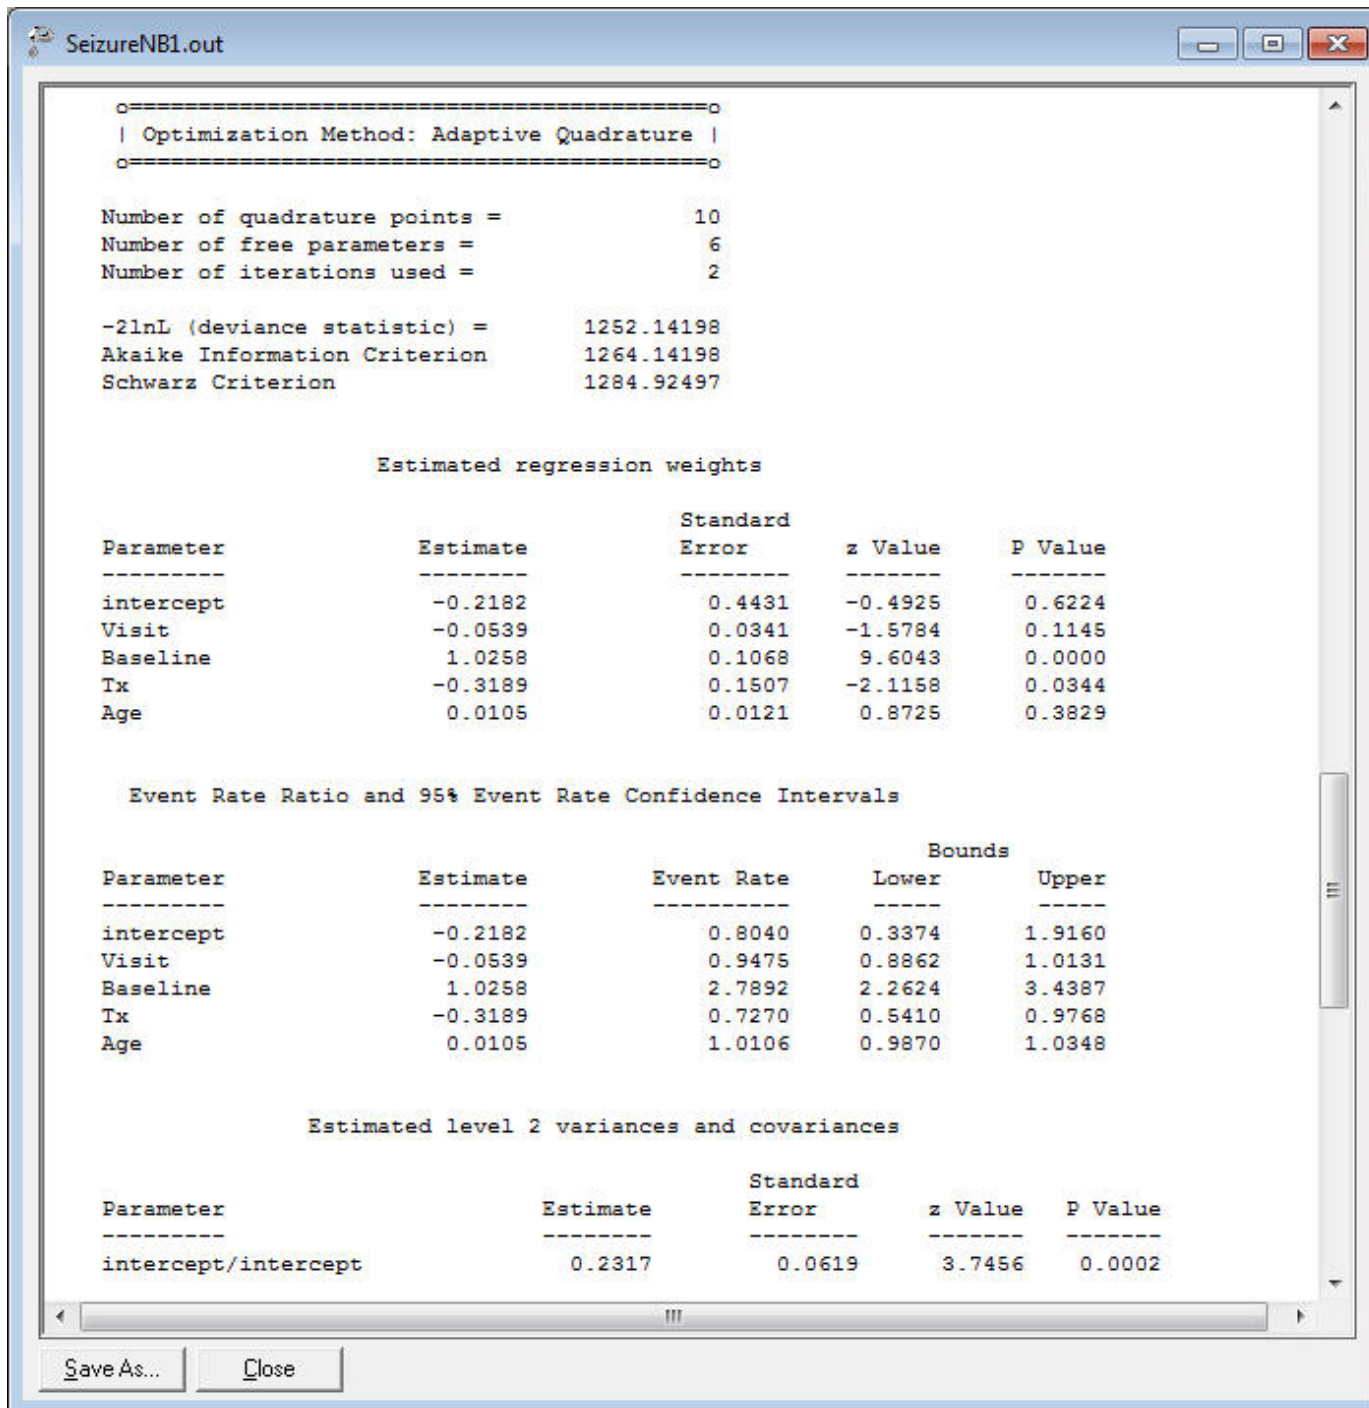 SeizureNB1.out
o===========================================o
| Optimization Method: Adaptive Quadrature |
o===========================================o
Number of quadrature points = 10
Number of free parameters = 6
Number of iterations used = 2
-2lnL (deviance statistic) = 1252.14198
Akaike Information Criterion 1264.14198
Schwarz Criterion 1284.92497
Estimated regression weights
Standard
Parameter Estimate Error z Value P Value
--------- -------- -------- ------- -------
intercept -0.2182 0.4431 -0.4925 0.6224
Visit -0.0539 0.0341 -1.5784 0.1145
Baseline 1.0258 0.1068 9.6043 0.0000
Tx -0.3189 0.1507 -2.1158 0.0344
Age 0.0105 0.0121 0.8725 0.3829
Event Rate Ratio and 95% Event Rate Confidence Intervals
Bounds
Parameter Estimate Event Rate Lower Upper
--------- -------- ---------- ----- -----
intercept -0.2182 0.8040 0.3374 1.9160
Visit -0.0539 0.9475 0.8862 1.0131
Baseline 1.0258 2.7892 2.2624 3.4387
Tx -0.3189 0.7270 0.5410 0.9768
Age 0.0105 1.0106 0.9870 1.0348
Estimated level 2 variances and covariances
Standard
Parameter Estimate Error z Value P Value
--------- -------- -------- ------- -------
intercept/intercept 0.2317 0.0619 3.7456 0.0002
Save As... Close